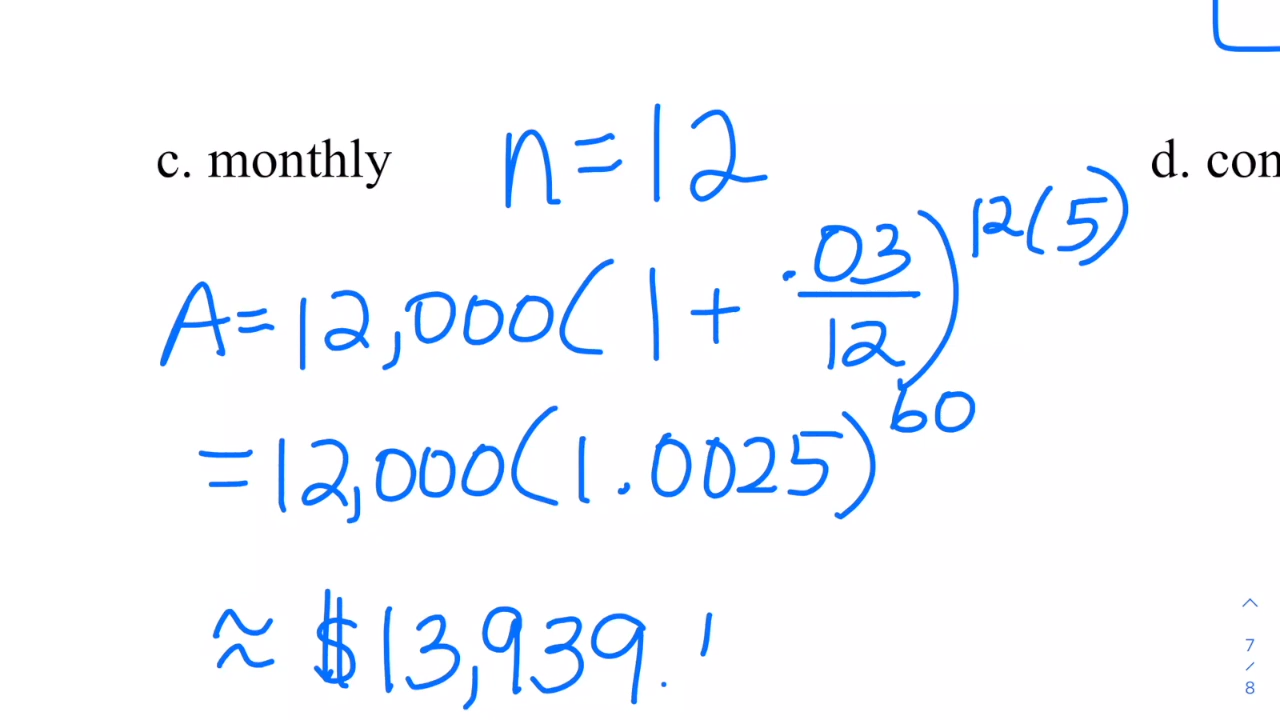 c. monthly n=12
d. con
A=12,000(1+.03/12)^12(5)
=12,000(1.0025)^60
≈$13,939.1
7/8